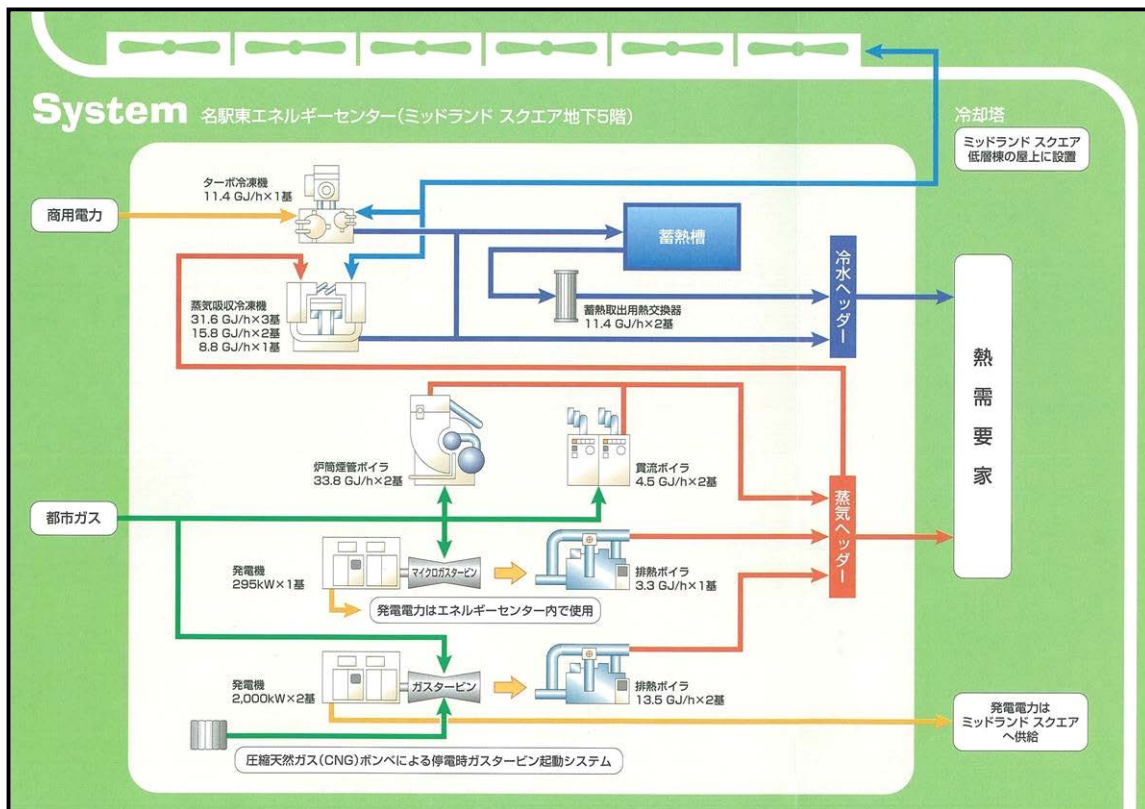 System 名駅東エネルギーセンター(ミッドランド スクエア地下5階)
冷却塔
ミッドランド スクエア
低層棟の屋上に設置
ターボ冷凍機
11.4 GJ/h×1基
商用電力
蓄熱槽
冷水ヘッダー
蒸気吸収冷凍機
31.6 GJ/h×3基
15.8 GJ/h×2基
8.8 GJ/h×1基
蓄熱取出用熱交換器
11.4 GJ/h×2基
熱需要家
炉筒煙管ボイラ
33.8 GJ/h×2基
貫流ボイラ
4.5 GJ/h×2基
都市ガス
蒸気ヘッダー
発電機
295kW×1基
マイクロガスタービン
排熱ボイラ
3.3 GJ/h×1基
発電電力はエネルギーセンター内で使用
発電機
2,000kW×2基
ガスタービン
排熱ボイラ
13.5 GJ/h×2基
発電電力は
ミッドランド スクエア
へ供給
圧縮天然ガス(CNG)ボンベによる停電時ガスタービン起動システム